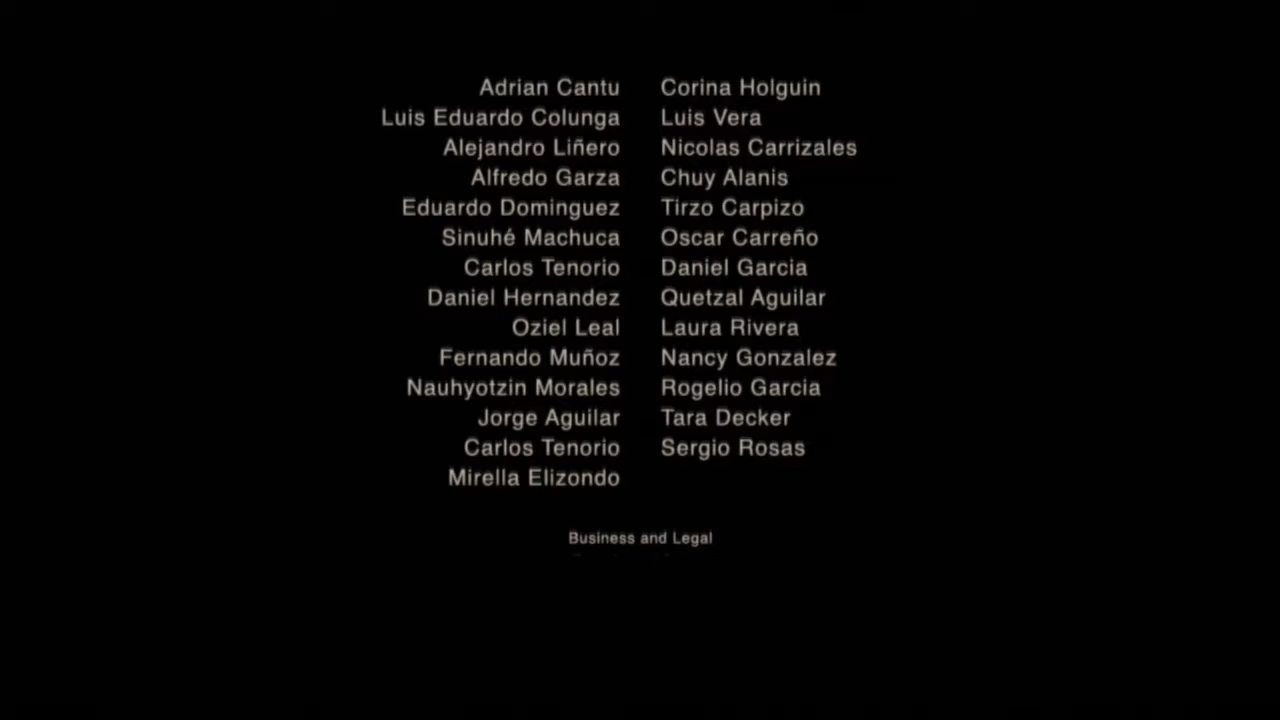 Adrian Cantu Corina Holguin
Luis Eduardo Colunga Luis Vera
Alejandro Liñero Nicolas Carrizales
Alfredo Garza Chuy Alanis
Eduardo Dominguez Tirzo Carpizo
Sinuhé Machuca Oscar Carreño
Carlos Tenorio Daniel Garcia
Daniel Hernandez Quetzal Aguilar
Oziel Leal Laura Rivera
Fernando Muñoz Nancy Gonzalez
Nauhyotzin Morales Rogelio Garcia
Jorge Aguilar Tara Decker
Carlos Tenorio Sergio Rosas
Mirella Elizondo
Business and Legal